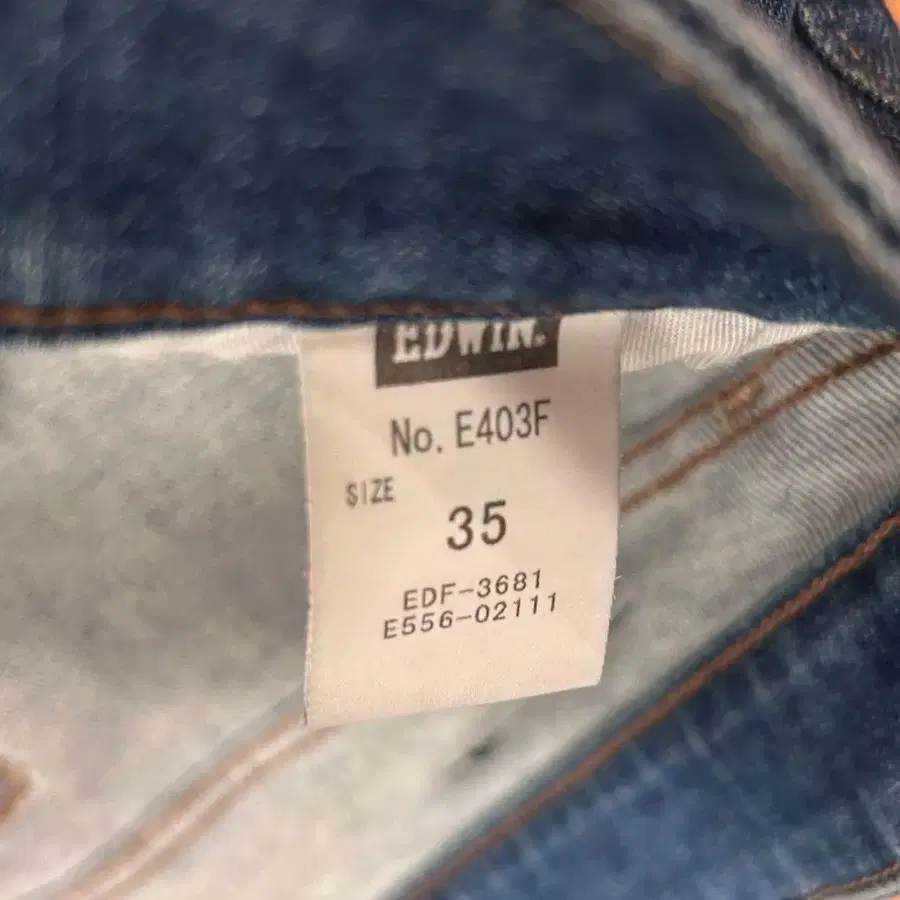 EDWIN.
No. E403F
SIZE
35
EDF-3681
E556-02111